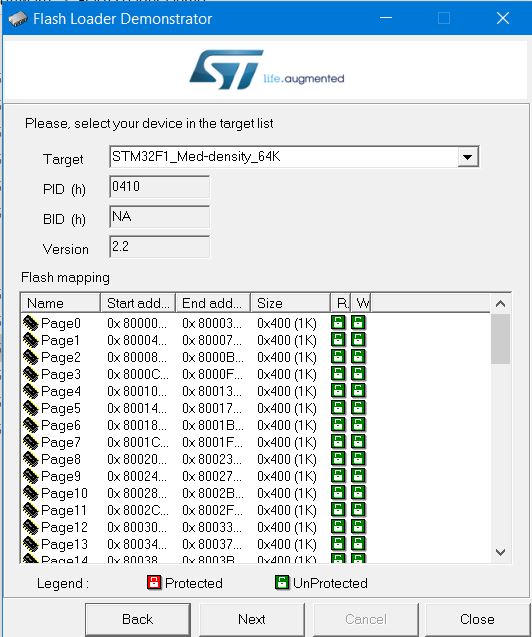 Flash Loader Demonstrator
ST life.augmented
Please, select your device in the target list
Target STM32F1_Med-density_64K
PID (h) 0410
BID (h) NA
Version 2.2
Flash mapping
Name Start add... End add... Size R. W
Page0 0x 80000... 0x 80003... 0x400 (1K)
Page1 0x 80004... 0x 80007... 0x400 (1K)
Page2 0x 80008... 0x 8000B... 0x400 (1K)
Page3 0x 8000C... 0x 8000F... 0x400 (1K)
Page4 0x 80010... 0x 80013... 0x400 (1K)
Page5 0x 80014... 0x 80017... 0x400 (1K)
Page6 0x 80018... 0x 8001B... 0x400 (1K)
Page7 0x 8001C... 0x 8001F... 0x400 (1K)
Page8 0x 80020... 0x 80023... 0x400 (1K)
Page9 0x 80024... 0x 80027... 0x400 (1K)
Page10 0x 80028... 0x 8002B... 0x400 (1K)
Page11 0x 8002C... 0x 8002F... 0x400 (1K)
Page12 0x 80030... 0x 80033... 0x400 (1K)
Page13 0x 80034... 0x 80037... 0x400 (1K)
Page14 0x 80038... 0x 8003B... 0x400 (1K)
Legend : Protected UnProtected
Back Next Cancel Close